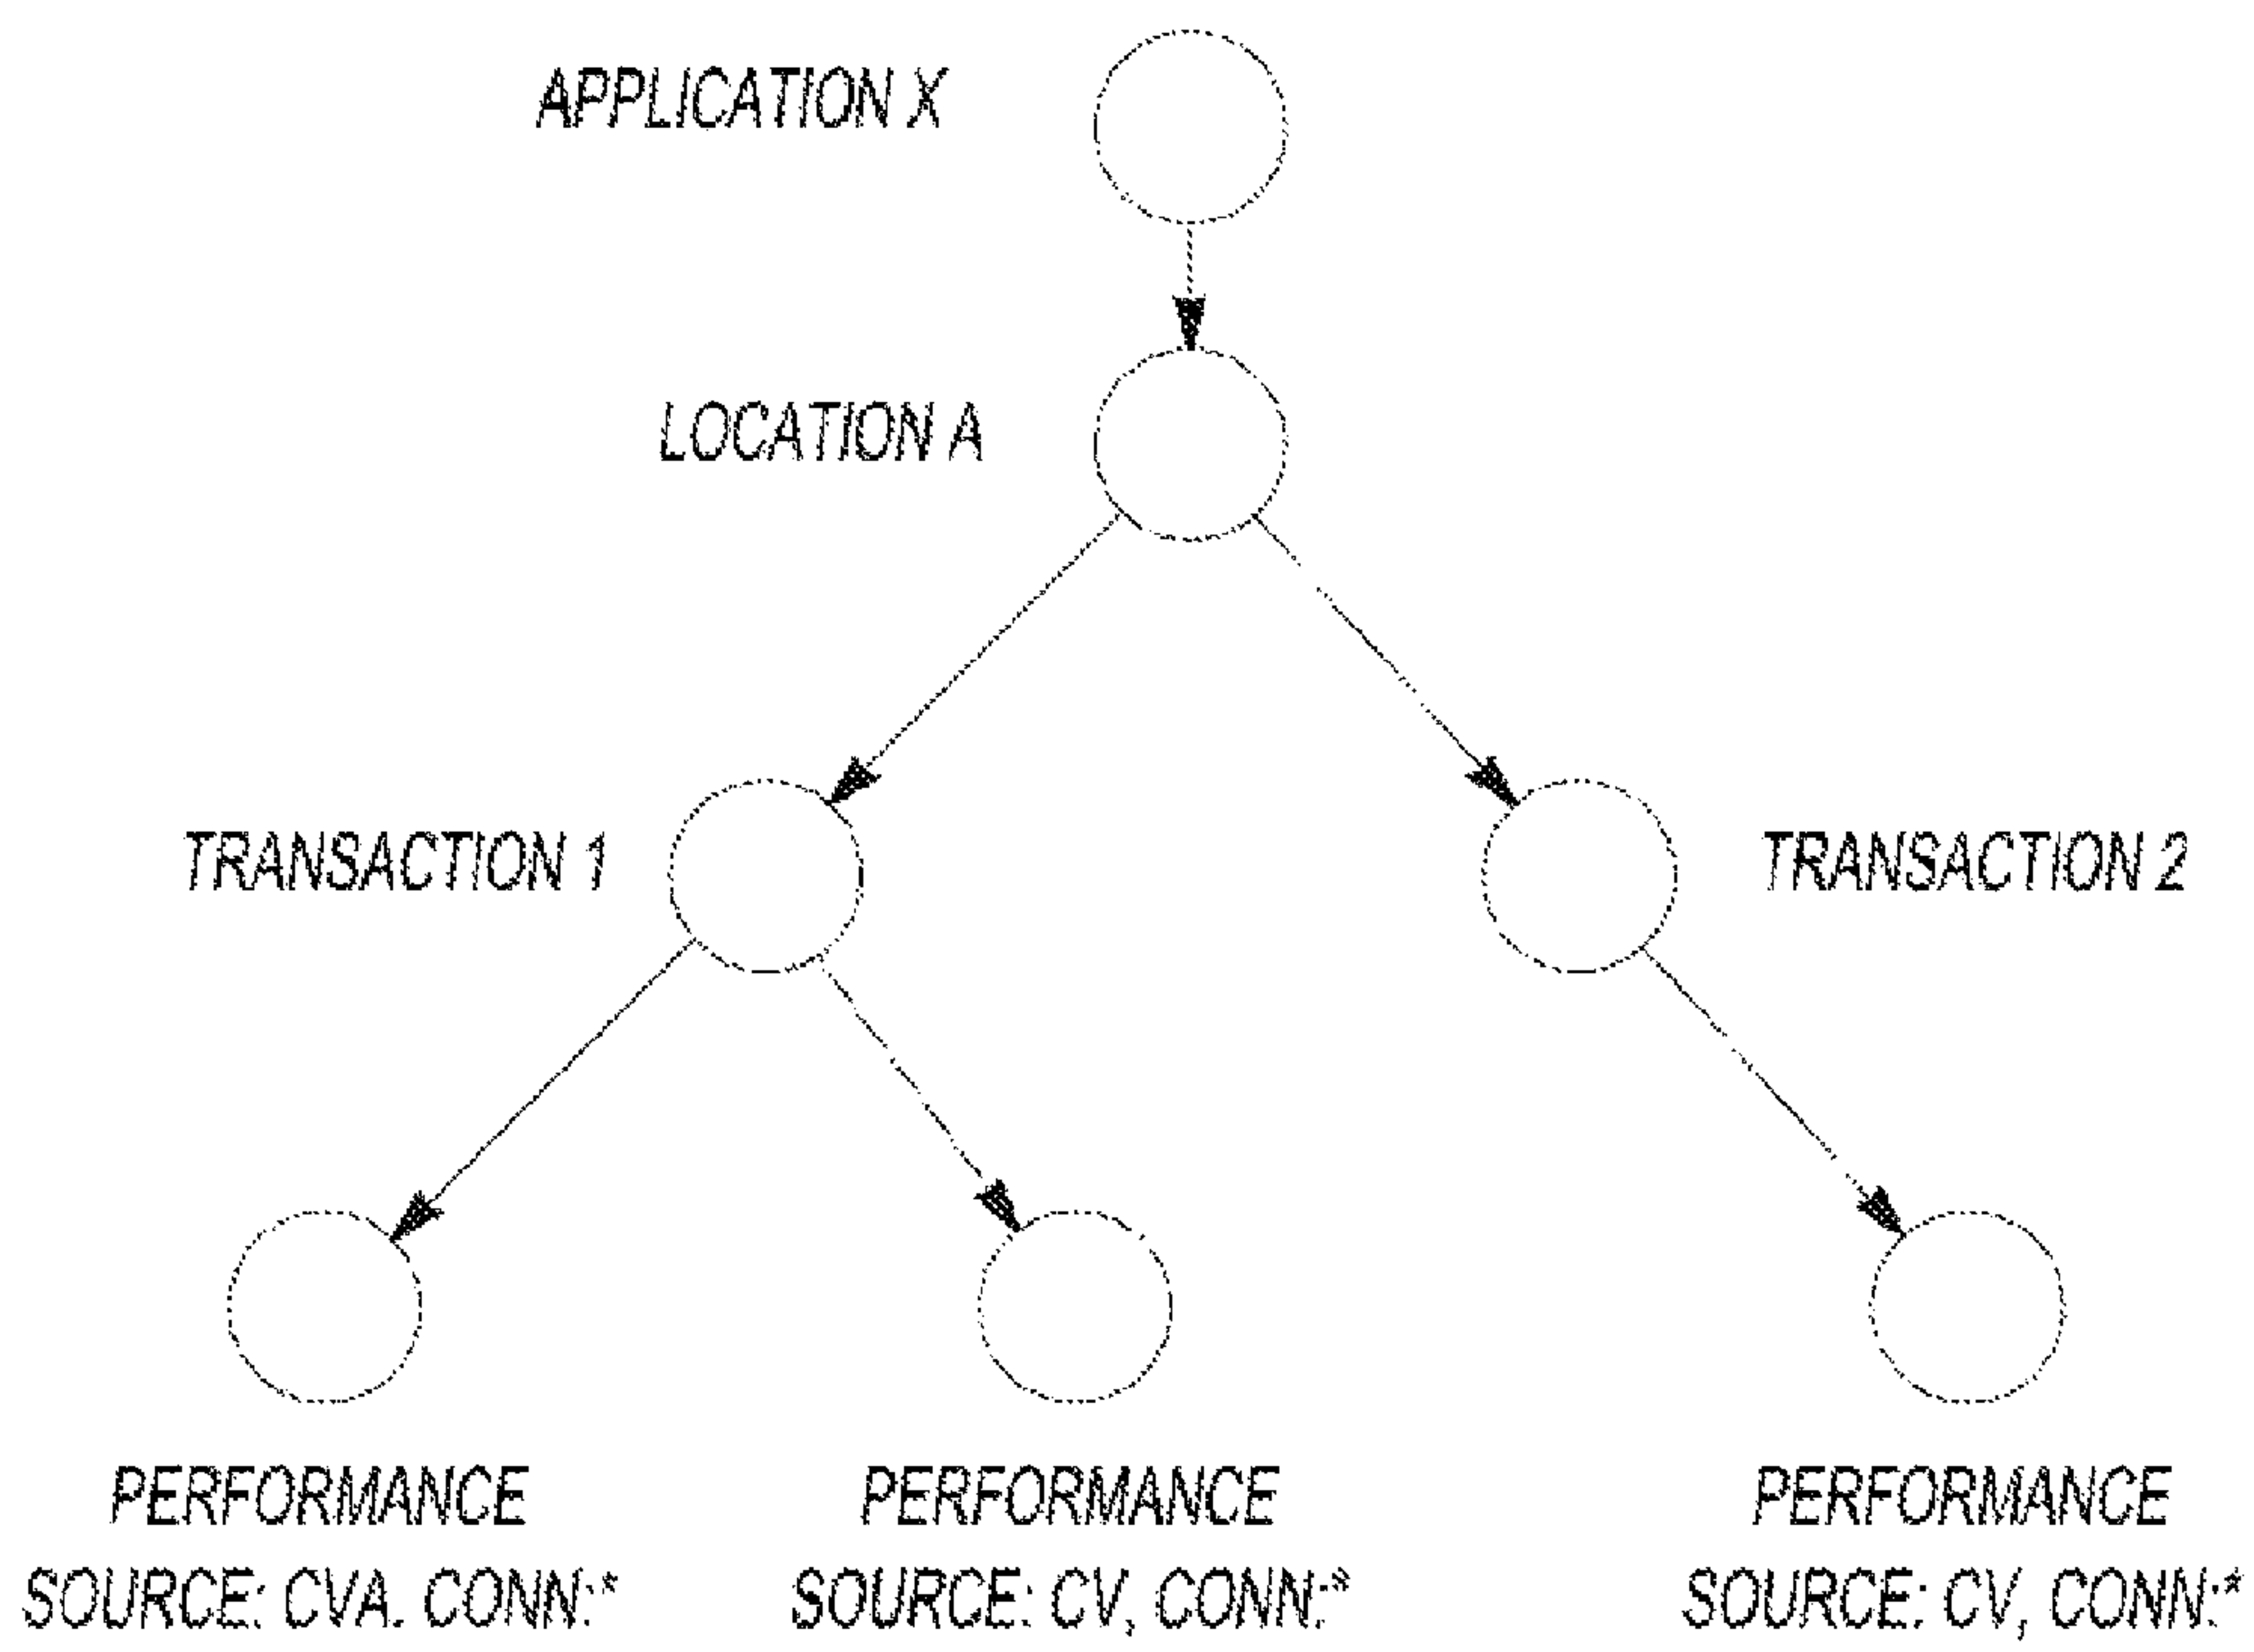 APPLICATION X
LOCATION A
TRANSACTION 1
TRANSACTION 2
PERFORMANCE
SOURCE: CVA. CONN:*
PERFORMANCE
SOURCE: CV, CONN:*
PERFORMANCE
SOURCE: CV, CONN:*